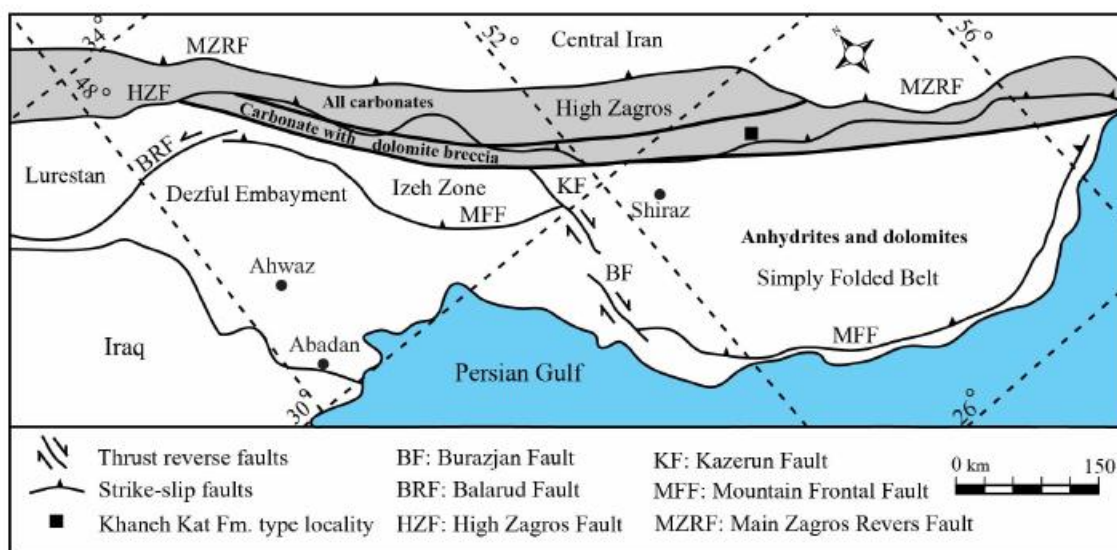 34°
MZRF
52°
Central Iran
N
56°
48°
HZF
All carbonates
High Zagros
MZRF
Carbonate with dolomite breccia
BRF
Lurestan
Dezful Embayment
Izeh Zone
KF
MFF
Shiraz
Anhydrites and dolomites
Simply Folded Belt
Ahwaz
BF
Iraq
Abadan
Persian Gulf
MFF
30°
26°
Thrust reverse faults
Strike-slip faults
Khaneh Kat Fm. type locality
BF: Burazjan Fault
BRF: Balarud Fault
HZF: High Zagros Fault
KF: Kazerun Fault
MFF: Mountain Frontal Fault
MZRF: Main Zagros Revers Fault
0 km 150